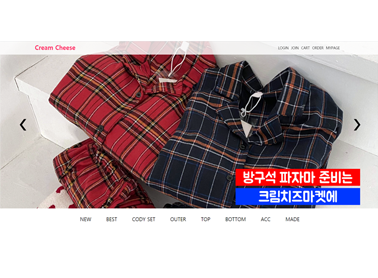 Cream Cheese
LOGIN JOIN CART ORDER MYPAGE
방구석 파자마 준비는
크림치즈마켓에
NEW BEST CODY SET OUTER TOP BOTTOM ACC MADE